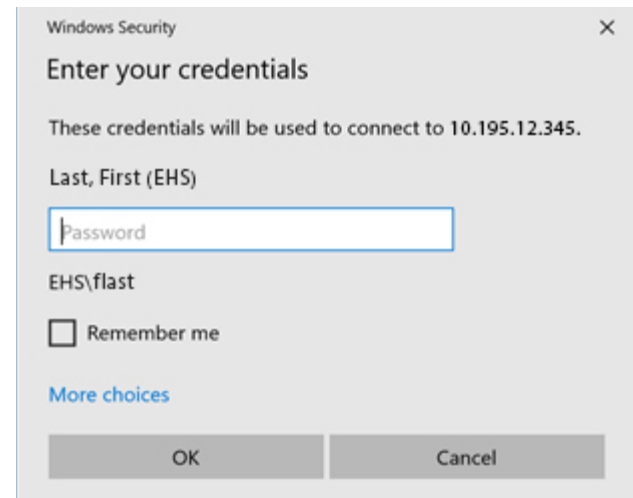 Windows Security
Enter your credentials
These credentials will be used to connect to 10.195.12.345.
Last, First (EHS)
Password
EHS\flast
Remember me
More choices
OK Cancel